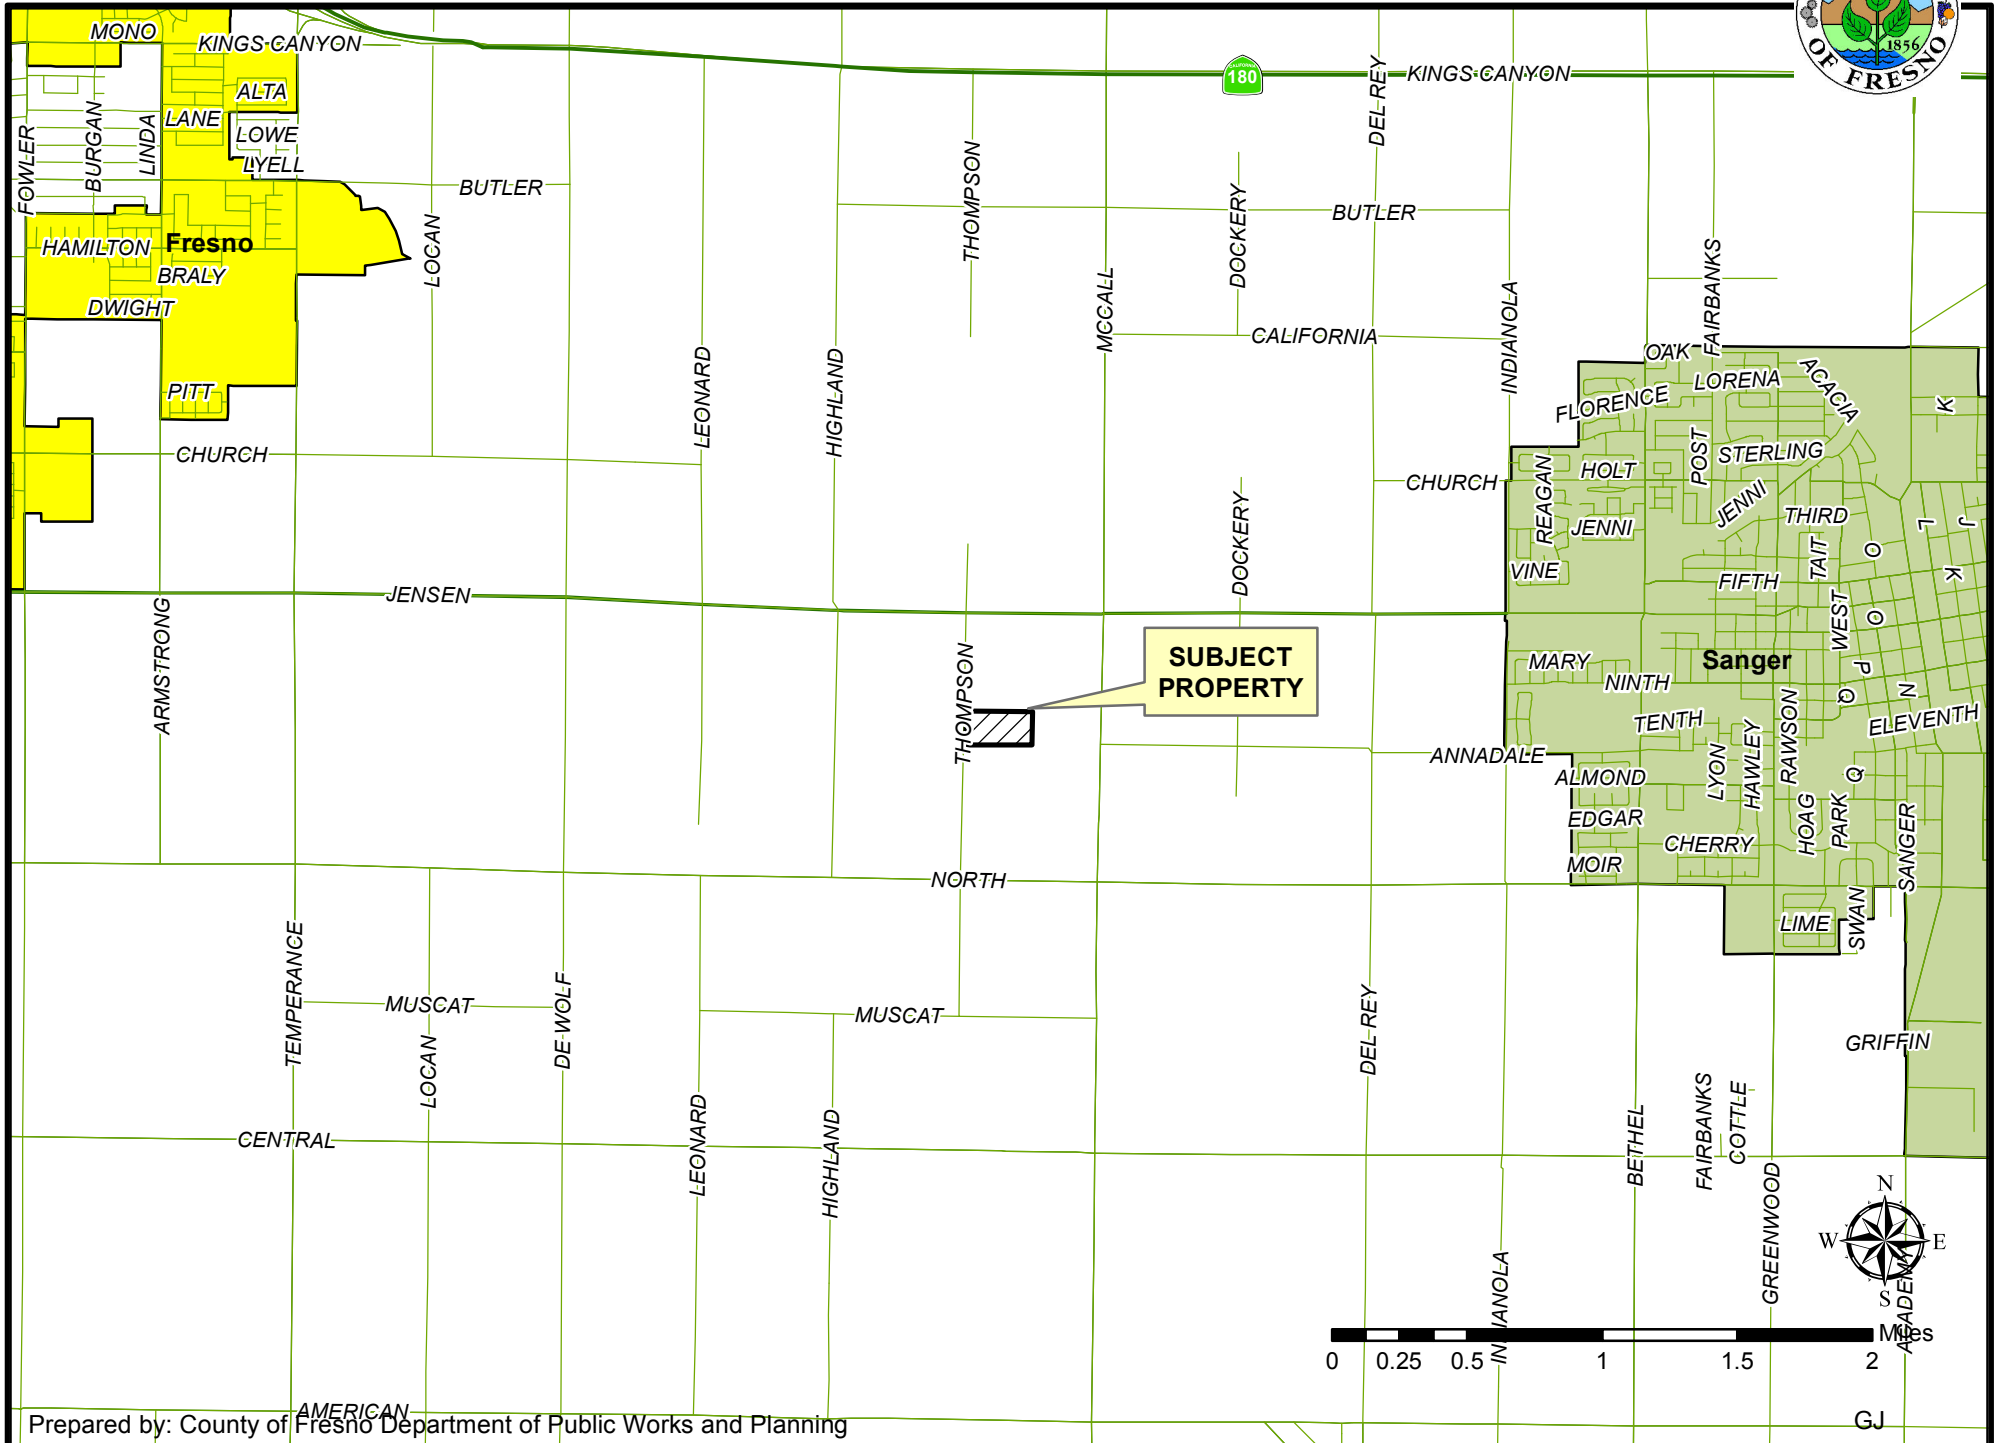 MONO
KINGS CANYON
180
DEL REY
KINGS CANYON
1856
OF FRESNO
ALTA
LANE
LOWE
LYELL
FOWLER
BURGAN
LINDA
BUTLER
LOCAN
THOMPSON
DOCKERY
BUTLER
HAMILTON
Fresno
BRALY
DWIGHT
PITT
MCCALL
CALIFORNIA
INDIANOLA
FAIRBANKS
LEONARD
HIGHLAND
OAK
LORENA
ACACIA
FLORENCE
K
CHURCH
CHURCH
REAGAN
HOLT
POST
STERLING
JENNI
JENNI
THIRD
L
J
DOCKERY
VINE
FIFTH
TAIT
O
K
JENSEN
ARMSTRONG
THOMPSON
SUBJECT
PROPERTY
MARY
NINTH
Sanger
WEST
O
P
Q
N
TENTH
LYON
HAWLEY
RAWSON
ELEVENTH
ANNADALE
ALMOND
EDGAR
MOIR
CHERRY
HOAG
PARK
Q
SANGER
NORTH
LIME
SWAN
TEMPERANCE
MUSCAT
LOCAN
DE WOLF
MUSCAT
DEL REY
GRIFFIN
CENTRAL
LEONARD
HIGHLAND
BETHEL
FAIRBANKS
COTTLE
GREENWOOD
INDIANOLA
N
W
E
S
ACADEMY
Miles
0 0.25 0.5 1 1.5 2
AMERICAN
Prepared by: County of Fresno Department of Public Works and Planning
GJ